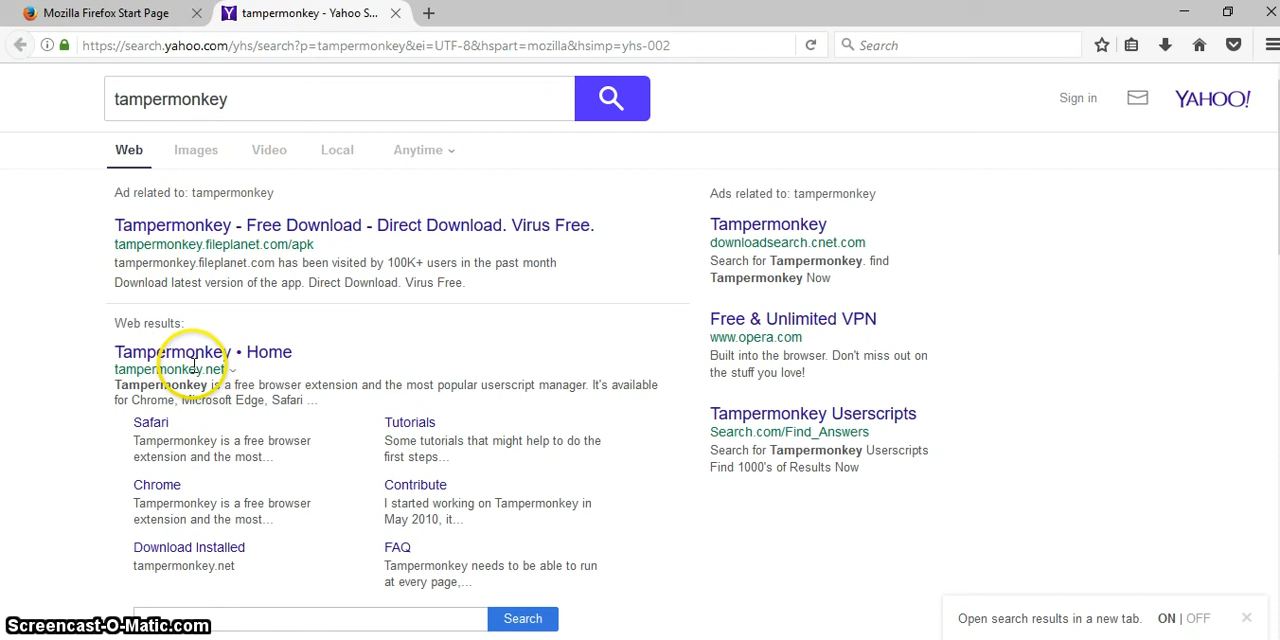 Mozilla Firefox Start Page
tampermonkey - Yahoo S...
https://search.yahoo.com/yhs/search?p=tampermonkey&ei=UTF-8&hspart=mozilla&hsimp=yhs-002
Search
tampermonkey
Sign in
YAHOO!
Web
Images
Video
Local
Anytime
Ad related to: tampermonkey
Tampermonkey - Free Download - Direct Download. Virus Free.
tampermonkey.fileplanet.com/apk
tampermonkey.fileplanet.com has been visited by 100K+ users in the past month
Download latest version of the app. Direct Download. Virus Free.
Web results:
Tampermonkey • Home
tampermonkey.net
Tampermonkey is a free browser extension and the most popular userscript manager. It's available
for Chrome, Microsoft Edge, Safari ...
Safari
Tampermonkey is a free browser
extension and the most...
Tutorials
Some tutorials that might help to do the
first steps...
Chrome
Tampermonkey is a free browser
extension and the most...
Contribute
I started working on Tampermonkey in
May 2010, it...
Download Installed
tampermonkey.net
FAQ
Tampermonkey needs to be able to run
at every page,...
Search
Ads related to: tampermonkey
Tampermonkey
downloadsearch.cnet.com
Search for Tampermonkey. find
Tampermonkey Now
Free & Unlimited VPN
www.opera.com
Built into the browser. Don't miss out on
the stuff you love!
Tampermonkey Userscripts
Search.com/Find_Answers
Search for Tampermonkey Userscripts
Find 1000's of Results Now
Open search results in a new tab. ON | OFF
Screencast-O-Matic.com